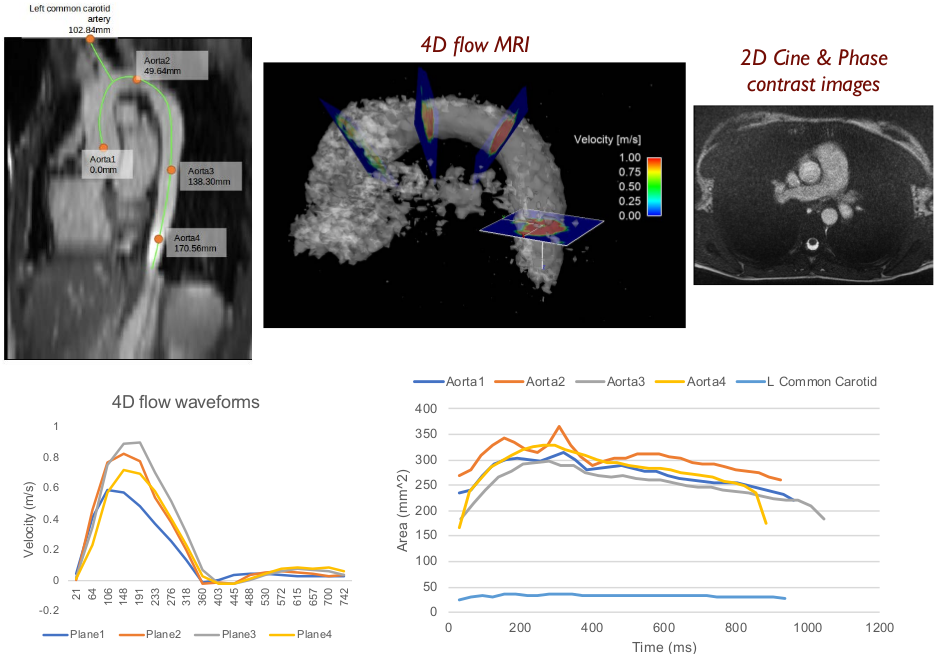 Left common carotid
artery
102.84mm
Aorta2
49.64mm
Aorta1
0.0mm
Aorta3
138.30mm
Aorta4
170.56mm
4D flow MRI
Velocity [m/s]
1.00
0.75
0.50
0.25
0.00
2D Cine & Phase
contrast images
4D flow waveforms
Velocity (m/s)
1
0.8
0.6
0.4
0.2
0
-0.2
21 64 106 148 191 233 276 318 360 403 445 488 530 572 615 657 700 742
Plane1 Plane2 Plane3 Plane4
Aorta1 Aorta2 Aorta3 Aorta4 L Common Carotid
Area (mm^2)
400
350
300
250
200
150
100
50
0
0 200 400 600 800 1000 1200
Time (ms)